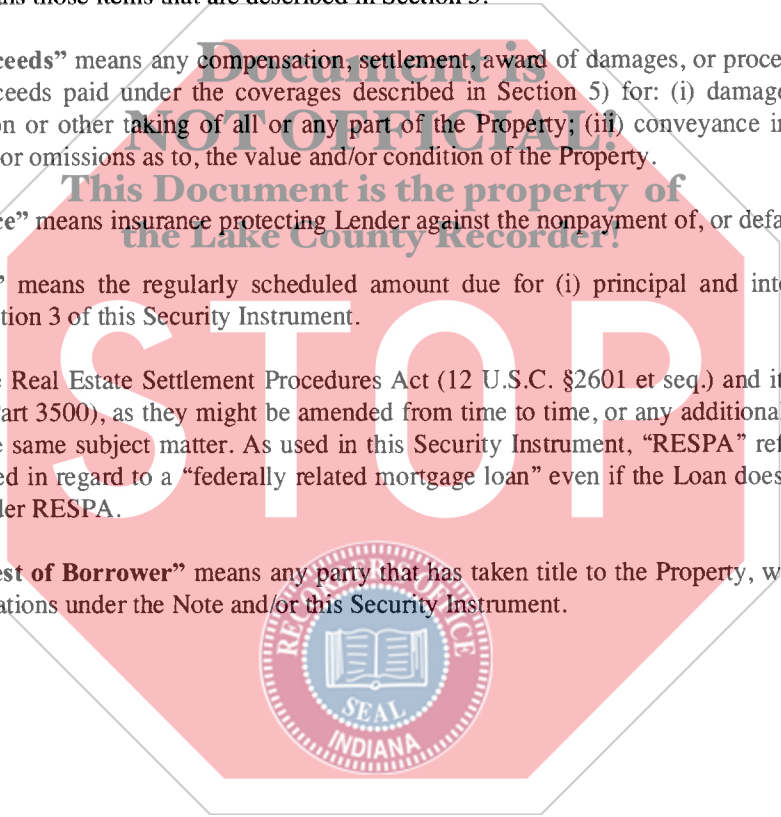 those items that are described in Section
ceeds” means any compensation, settlement, award of damages, or proce
Document is
ceeds paid under the coverages described in Section 5) for: (i) damag
NOT OFFICIAL!
on or other taking of all or any part of the Property; (iii) conveyance i
or omissions as to, the value and/or condition of the Property.
This Document is the property of
ce” means insurance protecting Lender against the nonpayment of, or defa
the Lake County Recorder!
” means the regularly scheduled amount due for (i) principal and int
tion 3 of this Security Instrument.
STOP
Real Estate Settlement Procedures Act (12 U.S.C. §2601 et seq.) and i
art 3500), as they might be amended from time to time, or any additional
same subject matter. As used in this Security Instrument, “RESPA” ref
ed in regard to a “federally related mortgage loan” even if the Loan does
der RESPA.
est of Borrower” means any party that has taken title to the Property, w
ations under the Note and/or this Security Instrument.
RECORDER'S OFFICE
SEAL
INDIANA